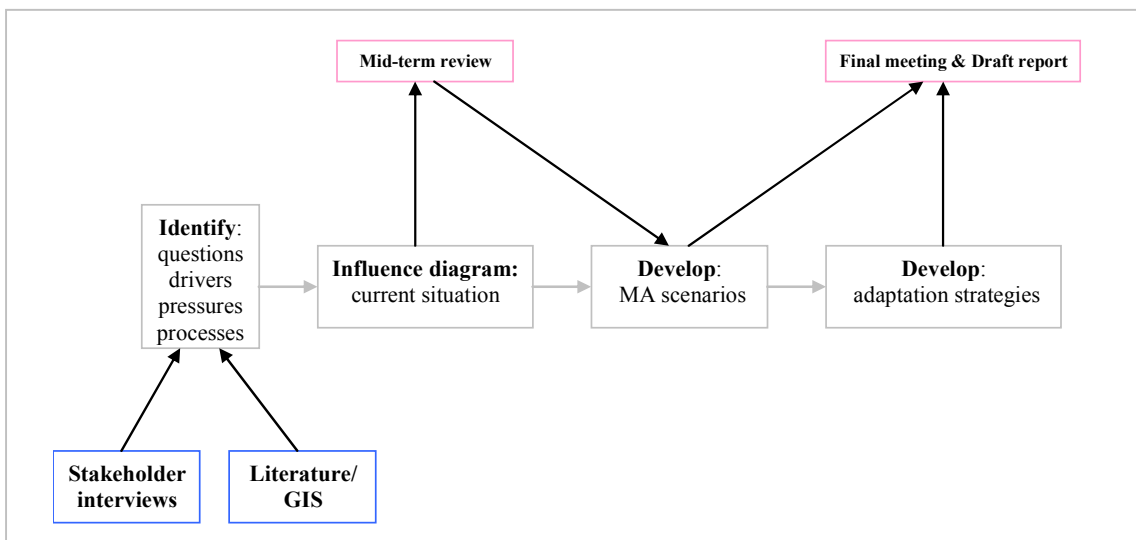 Mid-term review
Final meeting & Draft report
Identify:
questions
drivers
pressures
processes
Influence diagram:
current situation
Develop:
MA scenarios
Develop:
adaptation strategies
Stakeholder
interviews
Literature/
GIS